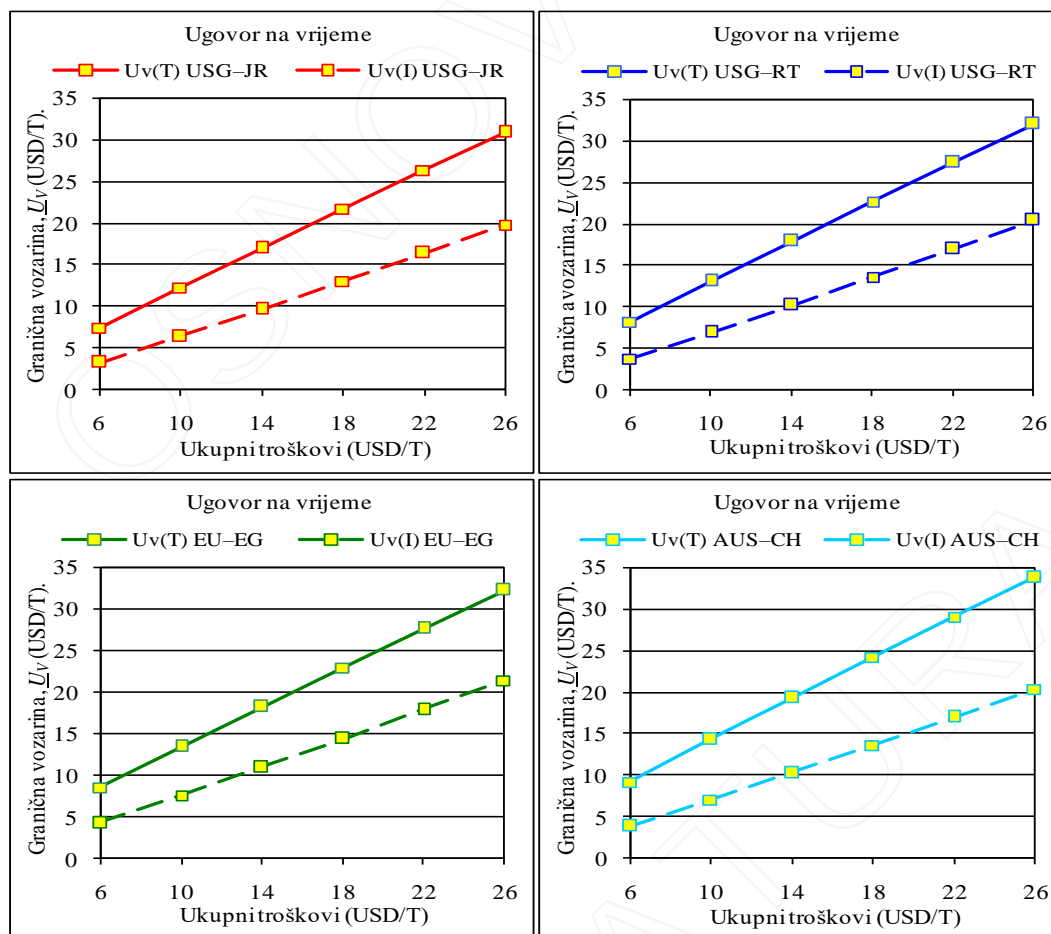 Ugovor na vrijeme
Uv(T) USG–JR Uv(I) USG–JR
Granična vozarina, U_V (USD/T).
35
30
25
20
15
10
5
0
6 10 14 18 22 26
Ukupni troškovi (USD/T)
Ugovor na vrijeme
Uv(T) USG–RT Uv(I) USG–RT
Graničn a vozarina, U_V (USD/T).
35
30
25
20
15
10
5
0
6 10 14 18 22 26
Ukupni troškovi (USD/T)
Ugovor na vrijeme
Uv(T) EU–EG Uv(I) EU–EG
Granična vozarina, U_V (USD/T).
35
30
25
20
15
10
5
0
6 10 14 18 22 26
Ukupni troškovi (USD/T)
Ugovor na vrijeme
Uv(T) AUS–CH Uv(I) AUS–CH
Granična vozarina, U_V (USD/T).
35
30
25
20
15
10
5
0
6 10 14 18 22 26
Ukupni troškovi (USD/T)